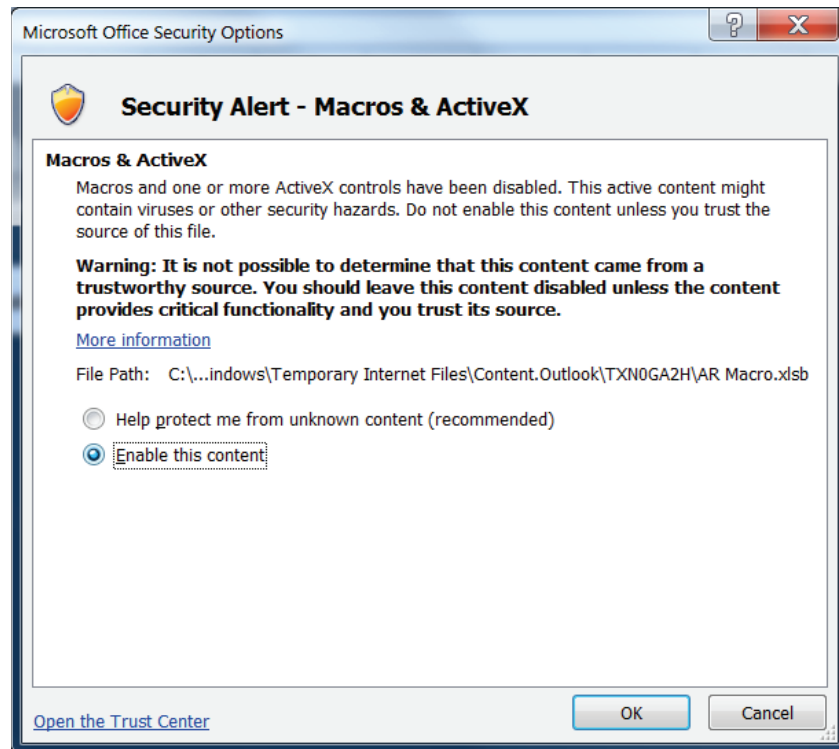 Microsoft Office Security Options
Security Alert - Macros & ActiveX
Macros & ActiveX
Macros and one or more ActiveX controls have been disabled. This active content might
contain viruses or other security hazards. Do not enable this content unless you trust the
source of this file.
Warning: It is not possible to determine that this content came from a
trustworthy source. You should leave this content disabled unless the content
provides critical functionality and you trust its source.
More information
File Path: C:\...indows\Temporary Internet Files\Content.Outlook\TXN0GA2H\AR Macro.xlsb
Help protect me from unknown content (recommended)
Enable this content
Open the Trust Center
OK
Cancel